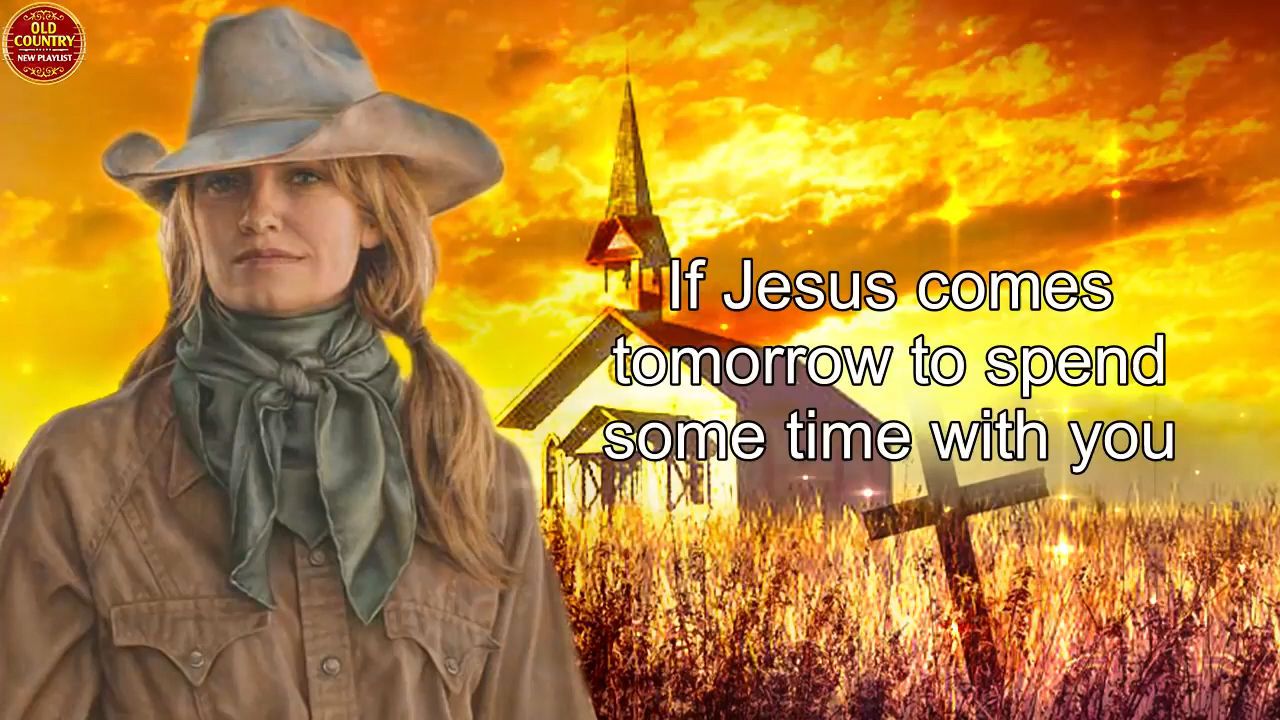 OLD
COUNTRY
NEW PLAYLIST
If Jesus comes
tomorrow to spend
some time with you